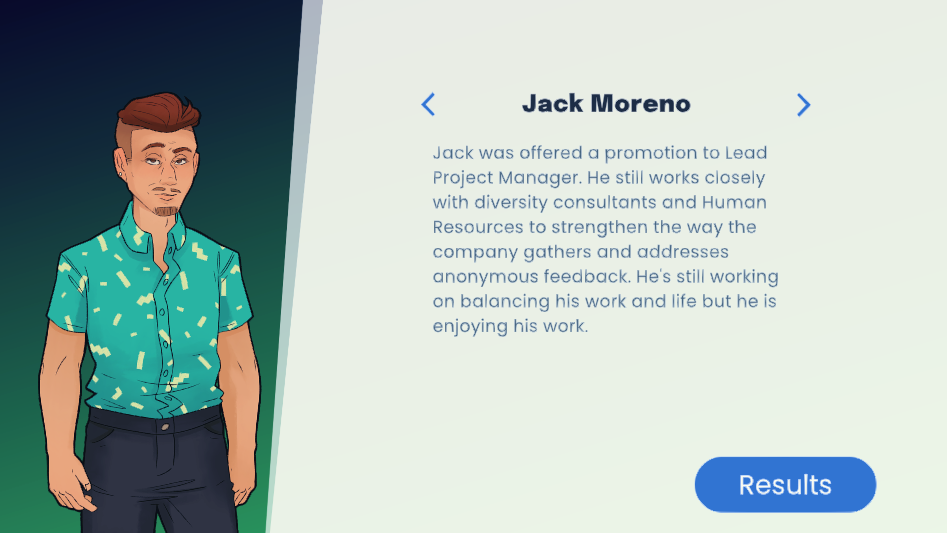 Jack Moreno
Jack was offered a promotion to Lead
Project Manager. He still works closely
with diversity consultants and Human
Resources to strengthen the way the
company gathers and addresses
anonymous feedback. He's still working
on balancing his work and life but he is
enjoying his work.
Results